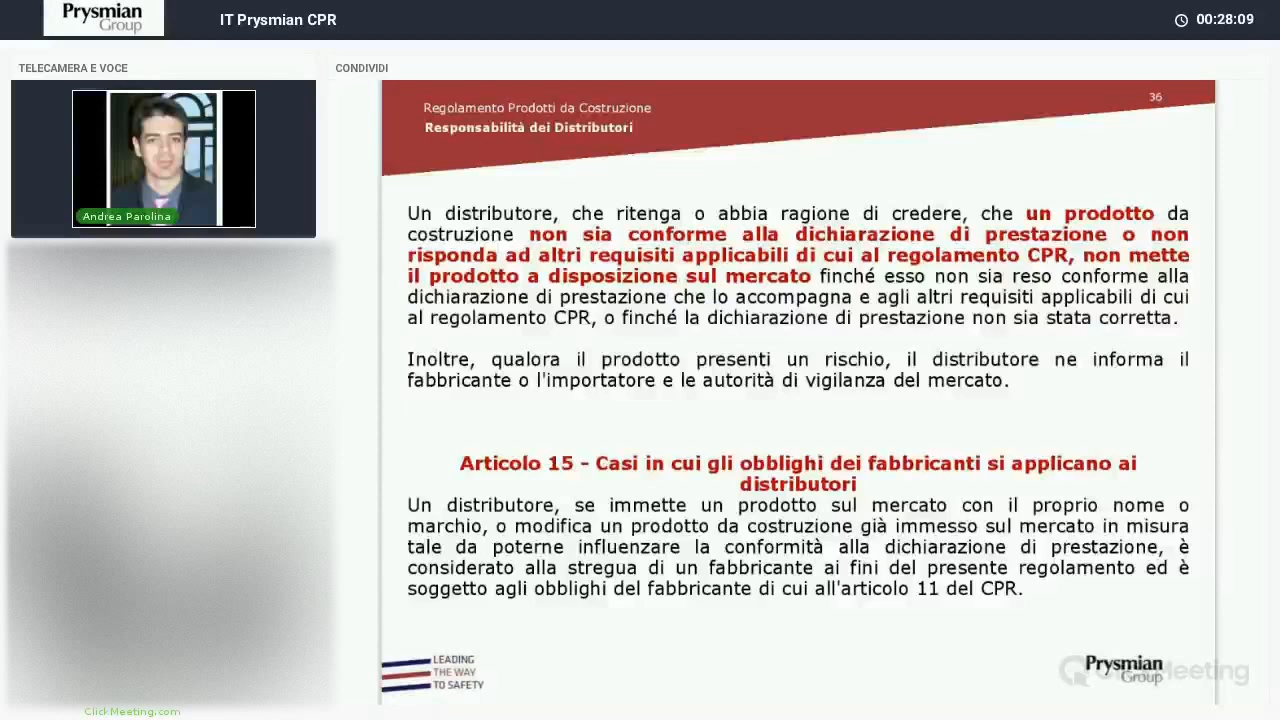 Prysmian
Group
IT Prysmian CPR
00:28:09
TELECAMERA E VOCE
CONDIVIDI
Andrea Parolina
Regolamento Prodotti da Costruzione
Responsabilità dei Distributori
36
Un distributore, che ritenga o abbia ragione di credere, che un prodotto da
costruzione non sia conforme alla dichiarazione di prestazione o non
risponda ad altri requisiti applicabili di cui al regolamento CPR, non mette
il prodotto a disposizione sul mercato finché esso non sia reso conforme alla
dichiarazione di prestazione che lo accompagna e agli altri requisiti applicabili di cui
al regolamento CPR, o finché la dichiarazione di prestazione non sia stata corretta.
Inoltre, qualora il prodotto presenti un rischio, il distributore ne informa il
fabbricante o l'importatore e le autorità di vigilanza del mercato.
Articolo 15 - Casi in cui gli obblighi dei fabbricanti si applicano ai
distributori
Un distributore, se immette un prodotto sul mercato con il proprio nome o
marchio, o modifica un prodotto da costruzione già immesso sul mercato in misura
tale da poterne influenzare la conformità alla dichiarazione di prestazione, è
considerato alla stregua di un fabbricante ai fini del presente regolamento ed è
soggetto agli obblighi del fabbricante di cui all'articolo 11 del CPR.
LEADING
THE WAY
TO SAFETY
Prysmian
Group
ClickMeeting.com